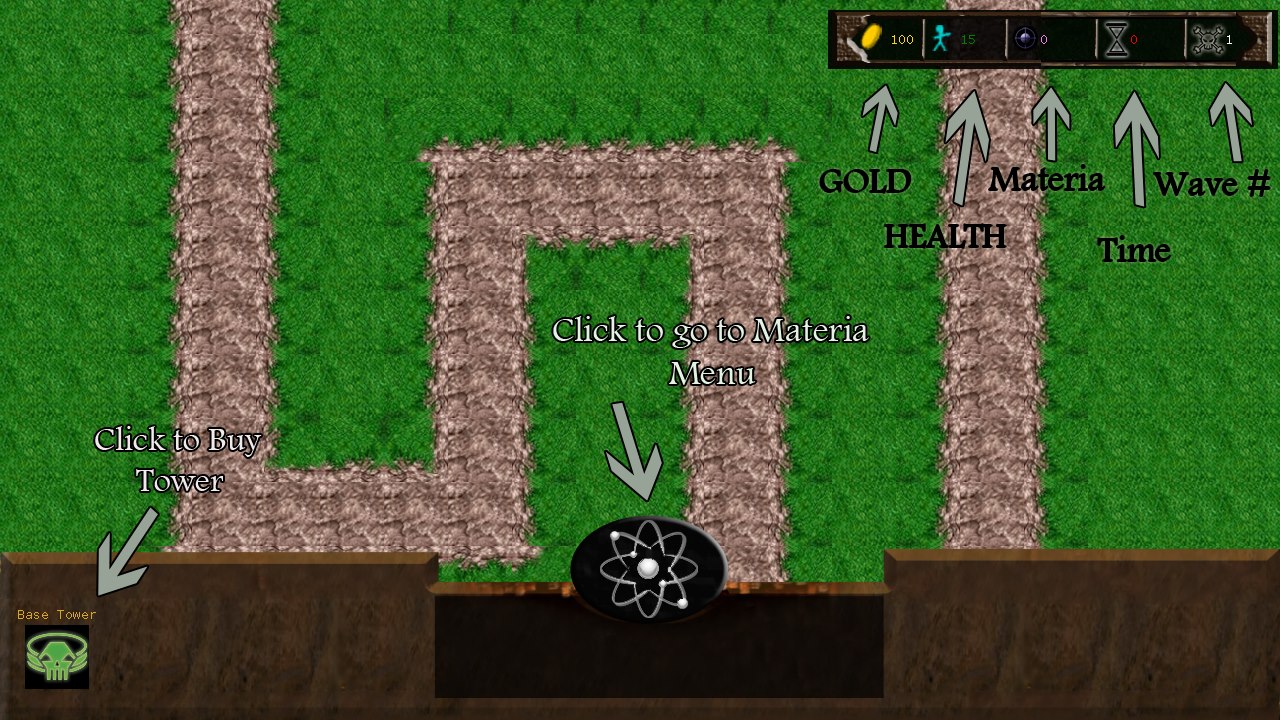 100 15 0 0 1
GOLD
HEALTH
Materia
Time
Wave #
Click to go to Materia
Menu
Click to Buy
Tower
Base Tower